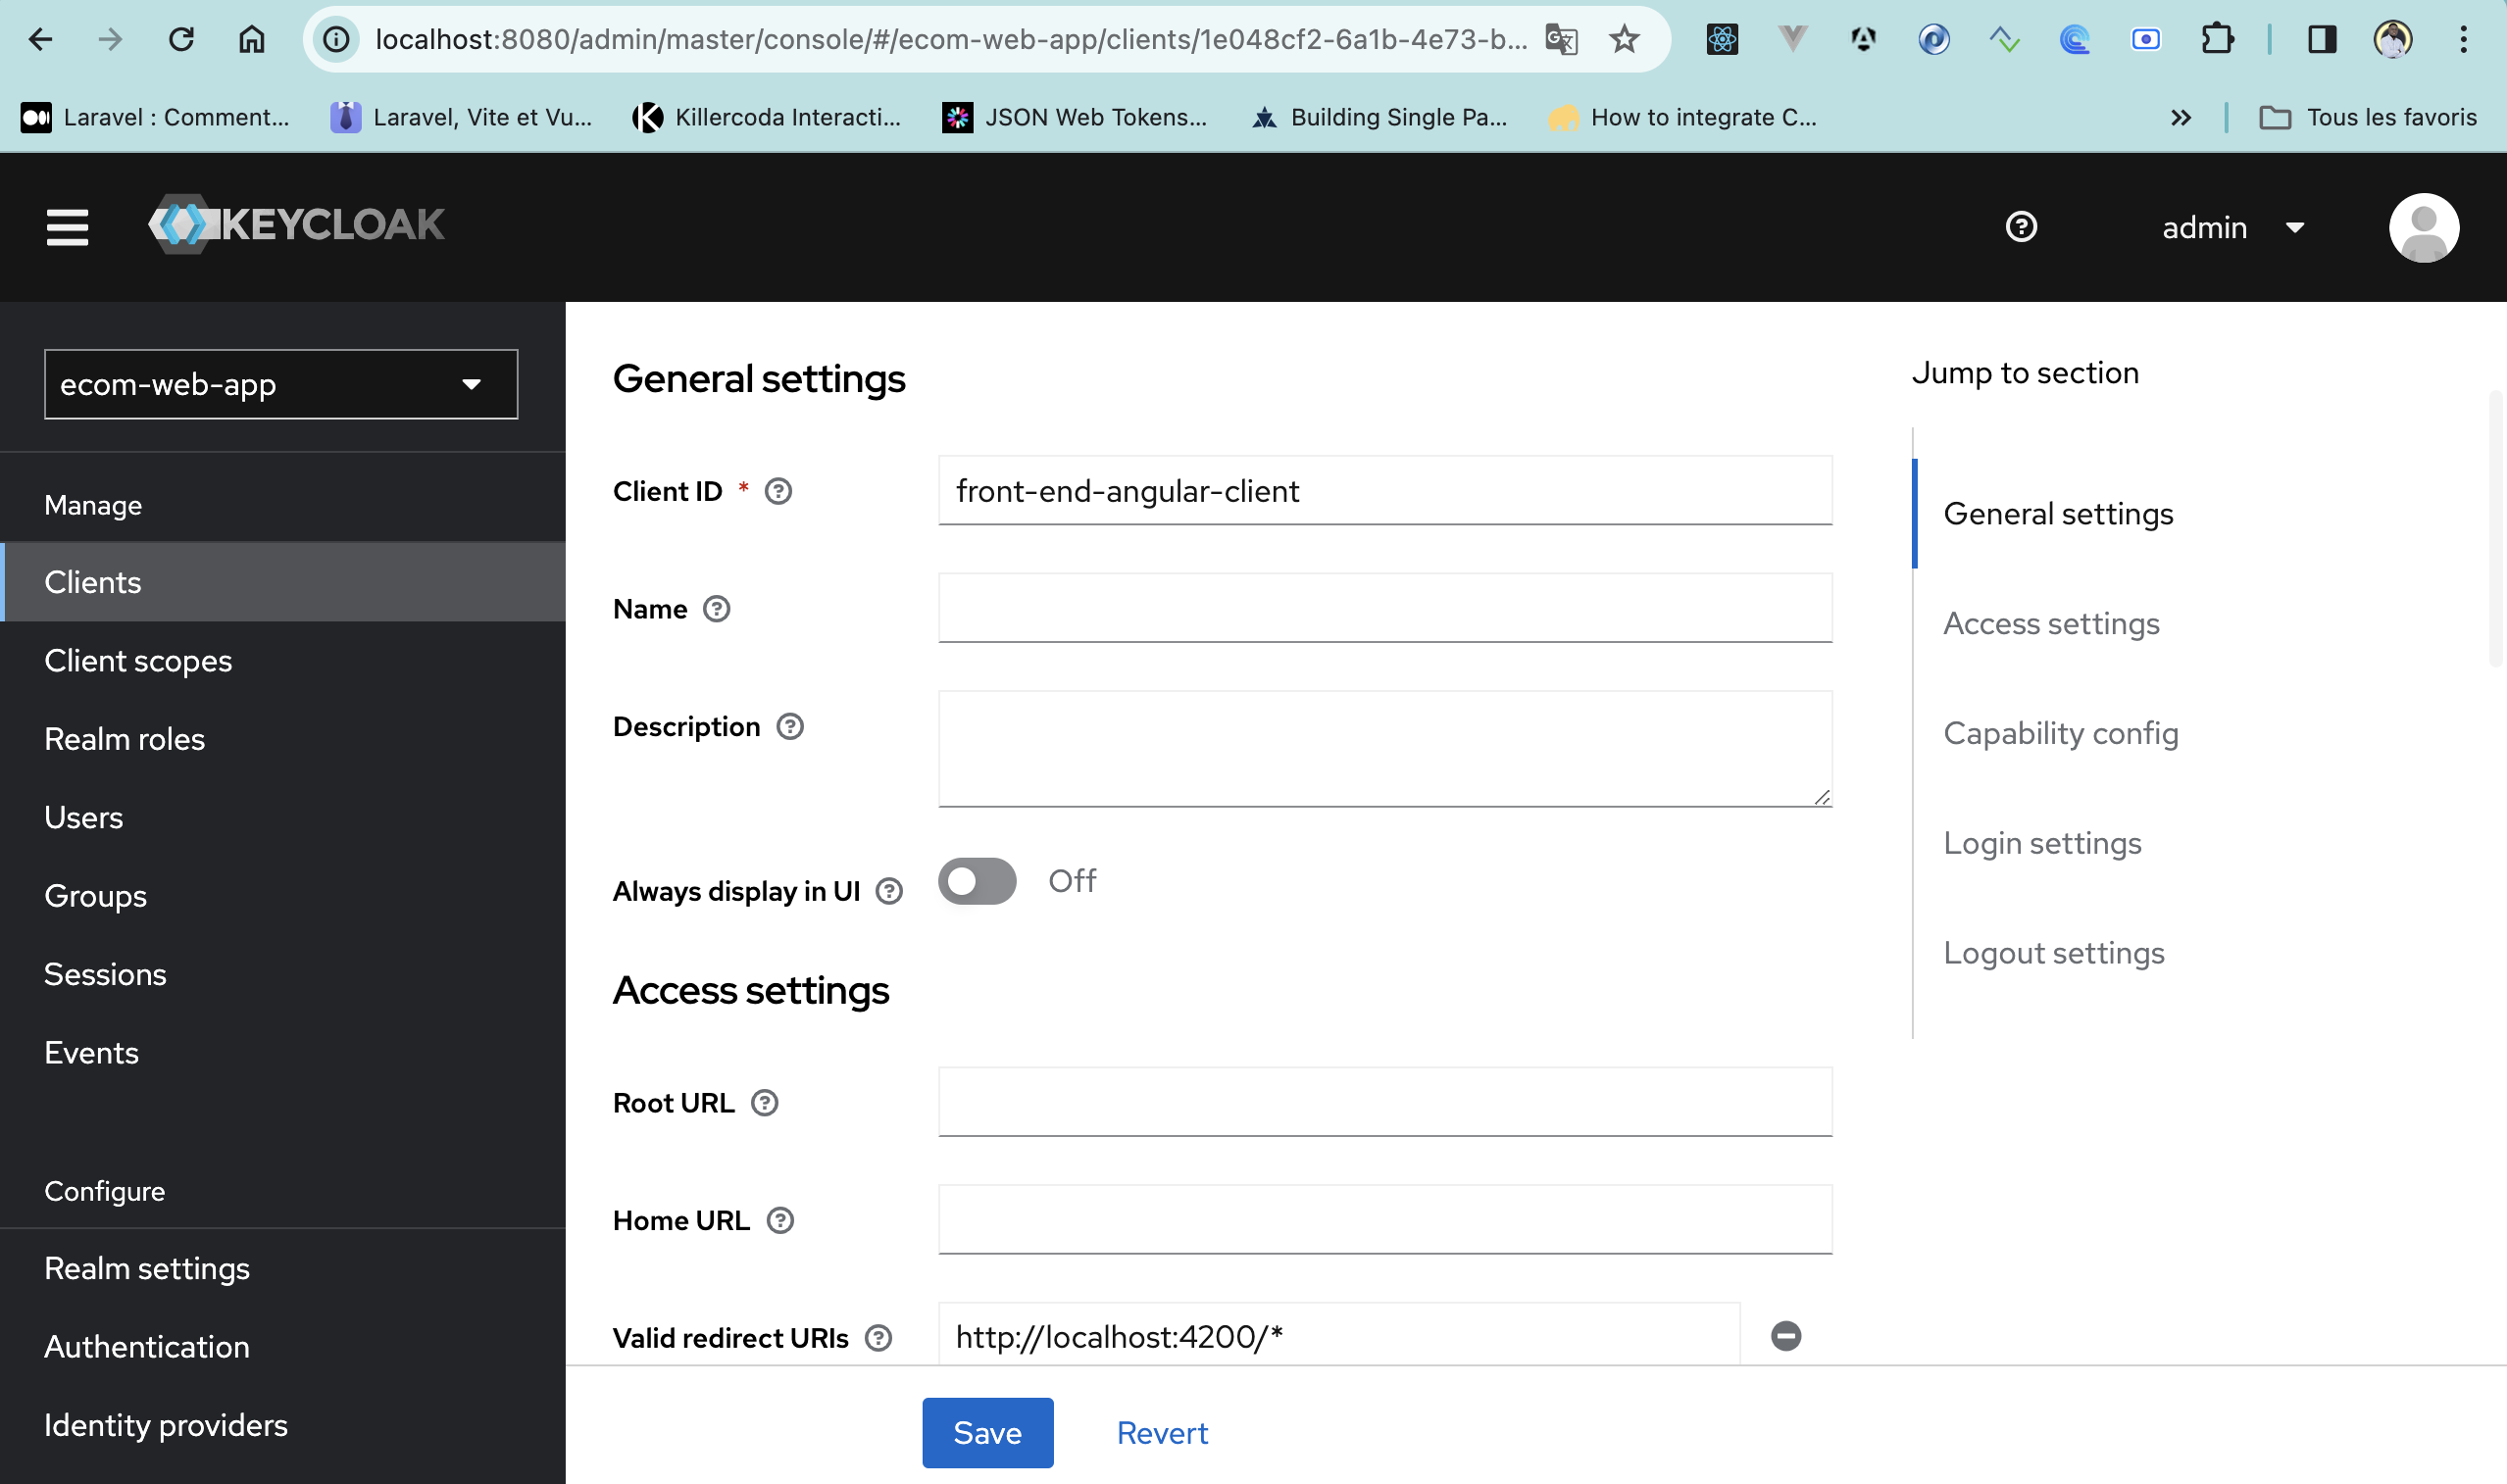 localhost:8080/admin/master/console/#/ecom-web-app/clients/1e048cf2-6a1b-4e73-b...
Laravel : Comment...
Laravel, Vite et Vu...
Killercoda Interacti...
JSON Web Tokens...
Building Single Pa...
How to integrate C...
Tous les favoris
KEYCLOAK
admin
ecom-web-app
Manage
Clients
Client scopes
Realm roles
Users
Groups
Sessions
Events
Configure
Realm settings
Authentication
Identity providers
General settings
Client ID *
front-end-angular-client
Name
Description
Always display in UI
Off
Access settings
Root URL
Home URL
Valid redirect URIs
http://localhost:4200/*
Save
Revert
Jump to section
General settings
Access settings
Capability config
Login settings
Logout settings